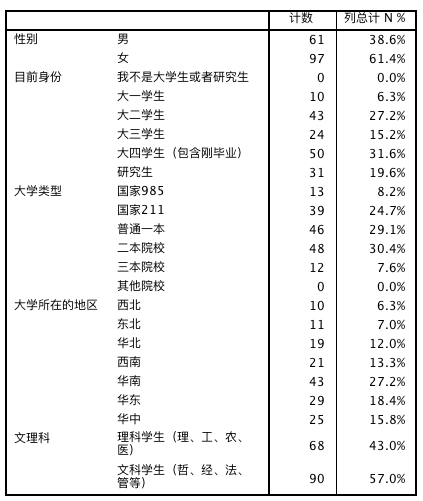 计数 列总计 N %
性别 男 61 38.6%
女 97 61.4%
目前身份 我不是大学生或者研究生 0 0.0%
大一学生 10 6.3%
大二学生 43 27.2%
大三学生 24 15.2%
大四学生（包含刚毕业） 50 31.6%
研究生 31 19.6%
大学类型 国家985 13 8.2%
国家211 39 24.7%
普通一本 46 29.1%
二本院校 48 30.4%
三本院校 12 7.6%
其他院校 0 0.0%
大学所在的地区 西北 10 6.3%
东北 11 7.0%
华北 19 12.0%
西南 21 13.3%
华南 43 27.2%
华东 29 18.4%
华中 25 15.8%
文理科 理科学生（理、工、农、
医） 68 43.0%
文科学生（哲、经、法、
管等） 90 57.0%